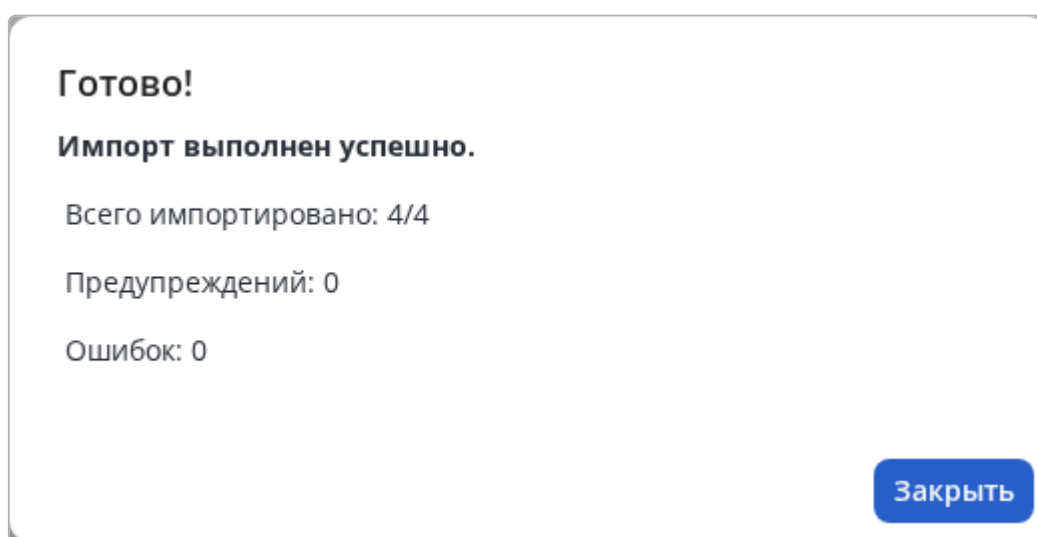 Готово!
Импорт выполнен успешно.
Всего импортировано: 4/4
Предупреждений: 0
Ошибок: 0
Закрыть